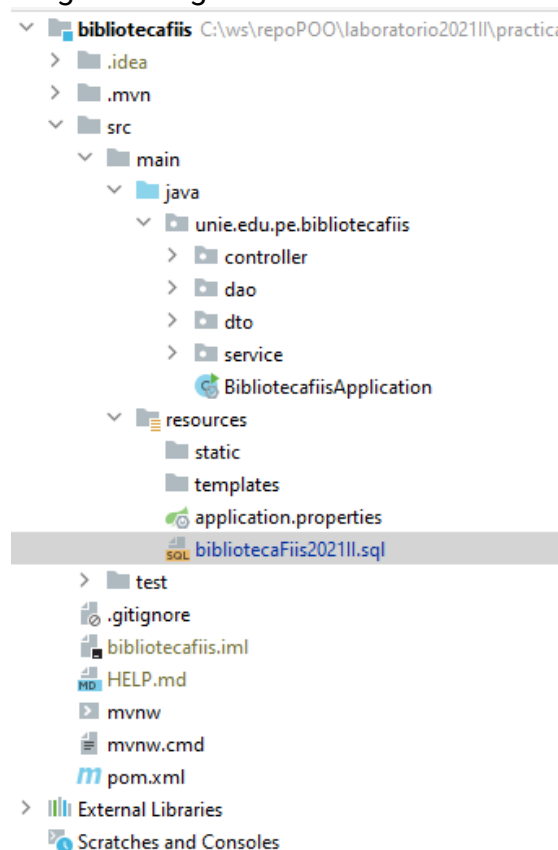 bibliotecafiis C:\ws\repoPOO\laboratorio2021II\practica
.idea
.mvn
src
main
java
unie.edu.pe.bibliotecafiis
controller
dao
dto
service
BibliotecafiisApplication
resources
static
templates
application.properties
SQL bibliotecaFiis2021II.sql
test
.gitignore
bibliotecafiis.iml
MD HELP.md
mvnw
mvnw.cmd
m pom.xml
External Libraries
Scratches and Consoles